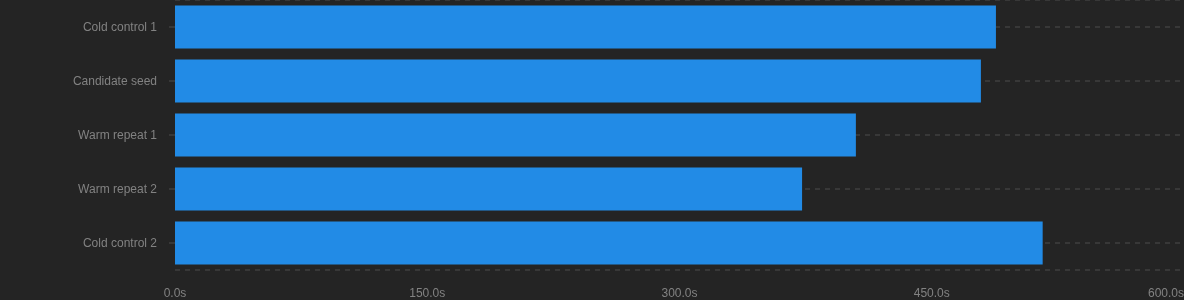 Cold control 1
Candidate seed
Warm repeat 1
Warm repeat 2
Cold control 2
0.0s 150.0s 300.0s 450.0s 600.0s